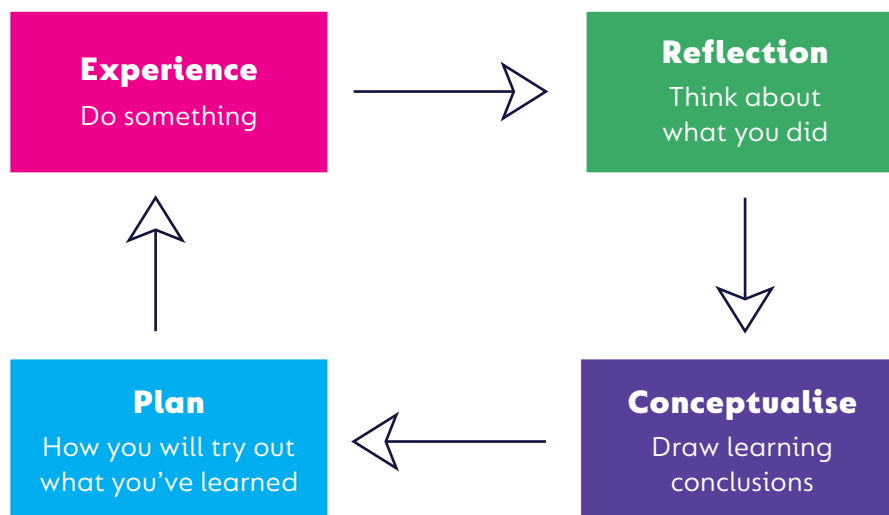 Experience
Do something
Reflection
Think about
what you did
Plan
How you will try out
what you've learned
Conceptualise
Draw learning
conclusions